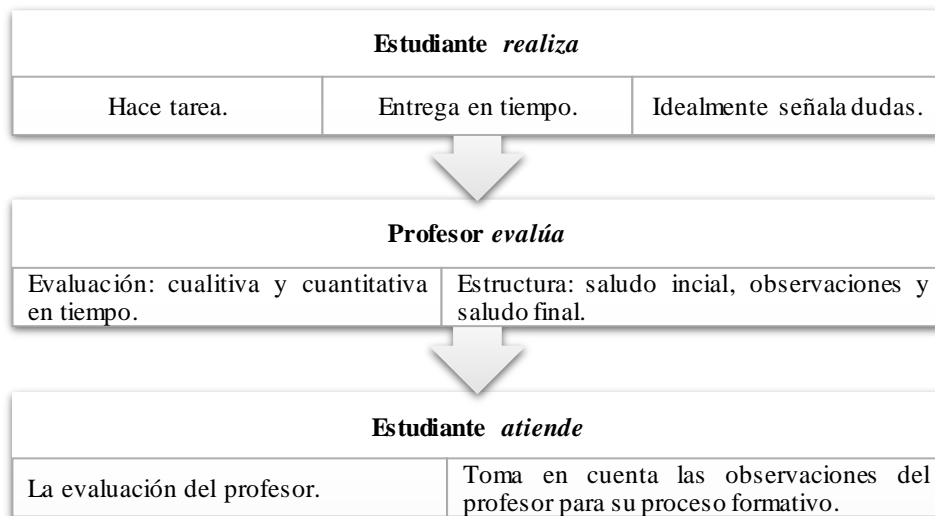 Estudiante realiza
Hace tarea.
Entrega en tiempo.
Idealmente señala dudas.
Profesor evalúa
Evaluación: cualitiva y cuantitativa
en tiempo.
Estructura: saludo incial, observaciones y
saludo final.
Estudiante atiende
La evaluación del profesor.
Toma en cuenta las observaciones del
profesor para su proceso formativo.